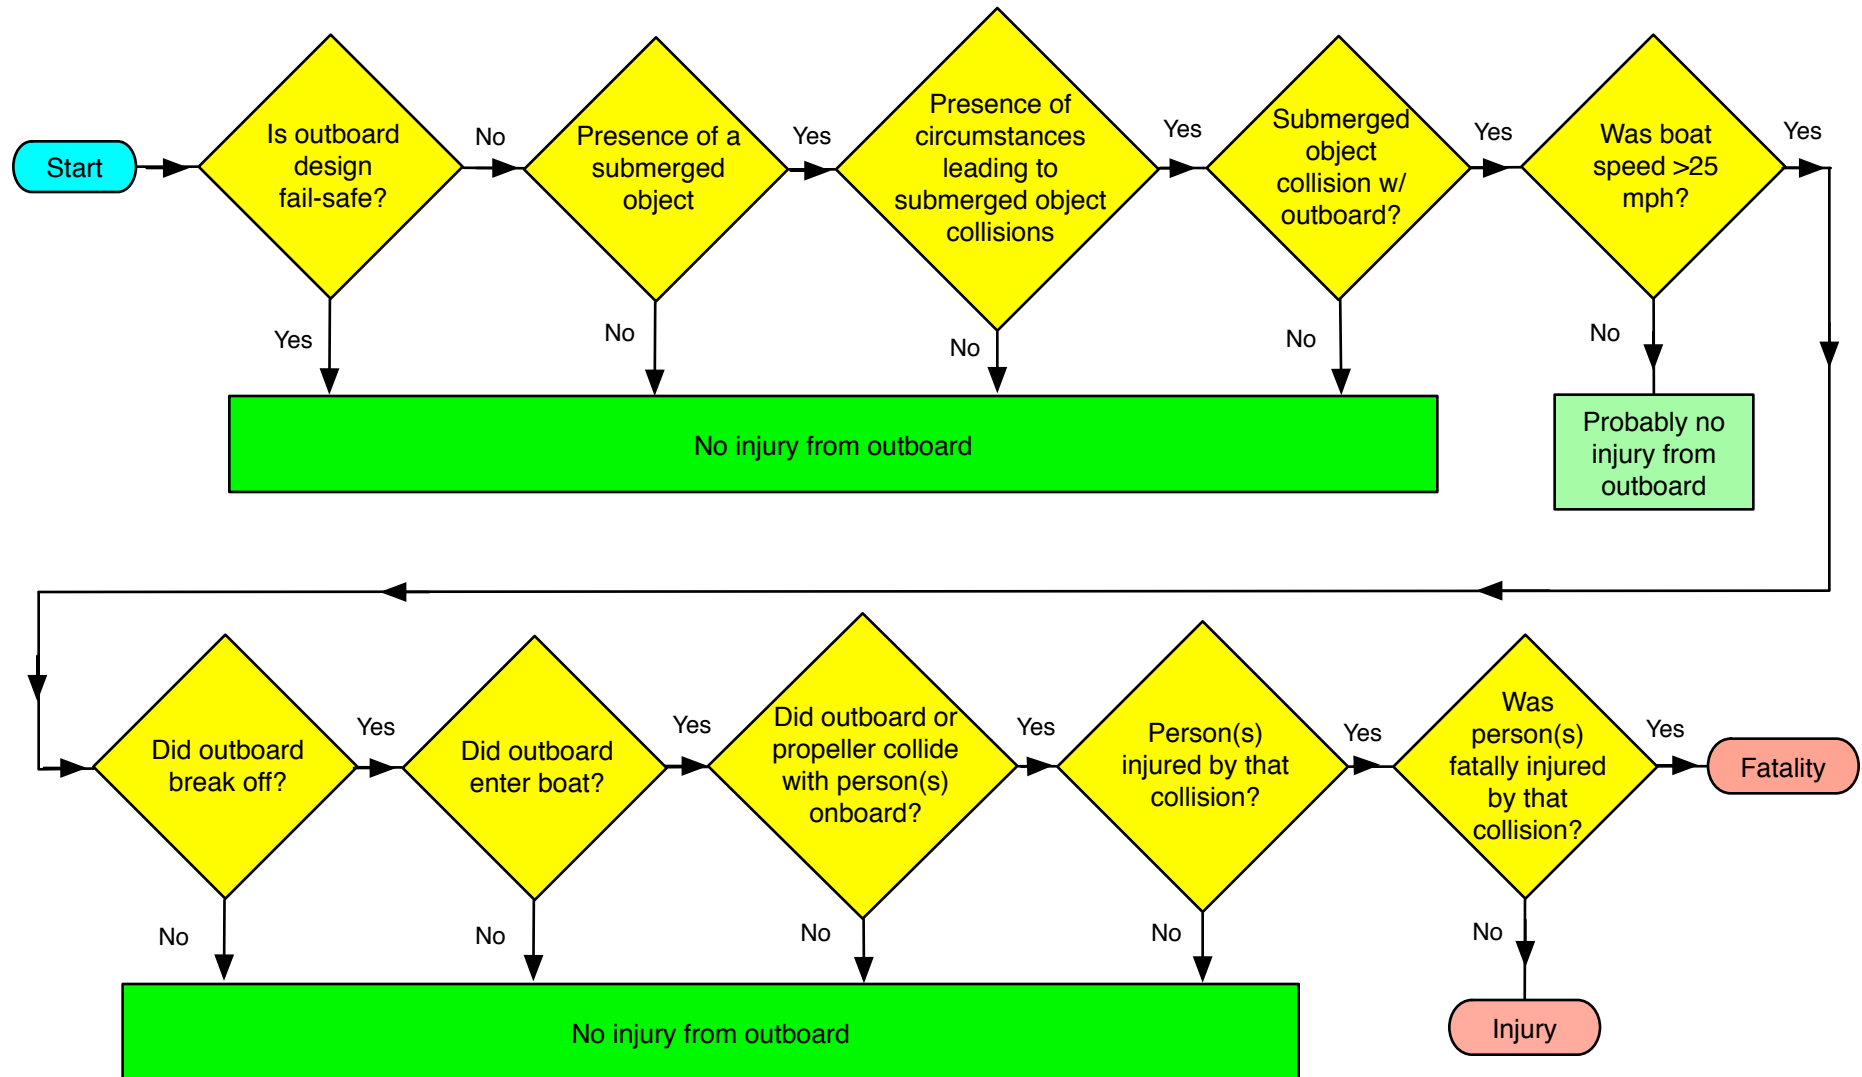 Start
Is outboard
design
fail-safe?
No
Yes
Presence of a
submerged
object
Yes
No
Presence of
circumstances
leading to
submerged object
collisions
Yes
No
Submerged
object
collision w/
outboard?
Yes
No
Was boat
speed >25
mph?
Yes
No
No injury from outboard
Probably no
injury from
outboard
Did outboard
break off?
Yes
No
Did outboard
enter boat?
Yes
No
Did outboard or
propeller collide
with person(s)
onboard?
Yes
No
Person(s)
injured by that
collision?
Yes
No
Was
person(s)
fatally injured
by that
collision?
Yes
No
Fatality
No injury from outboard
Injury